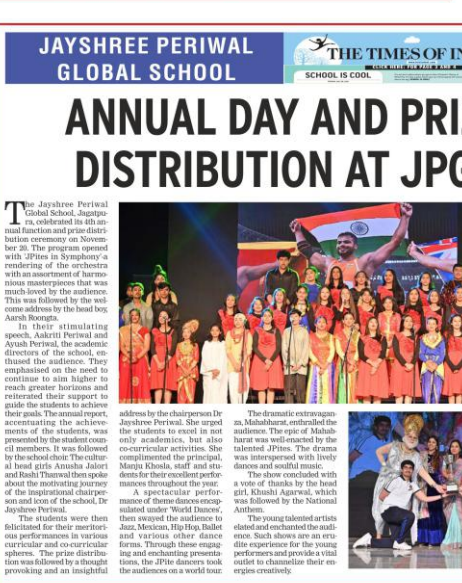 JAYSHREE PERIWAL
GLOBAL SCHOOL
THE TIMES OF IN
CLICK HERE: FOR PAGE 3 AND 4
SCHOOL IS COOL
ANNUAL DAY AND PRI
DISTRIBUTION AT JPG
The Jayshree Periwal
Global School, Jagatpu-
ra, celebrated its 4th an-
nual function and prize distri-
bution ceremony on Novem-
ber 20. The program opened
with 'JPites in Symphony'-a
rendering of the orchestra
with an assortment of harmo-
nious masterpieces that was
much-loved by the audience.
This was followed by the wel-
come address by the head boy,
Aarsh Roongta.
In their stimulating
speech, Aakriti Periwal and
Ayush Periwal, the academic
directors of the school, en-
thused the audience. They
emphasised on the need to
continue to aim higher to
reach greater horizons and
reiterated their support to
guide the students to achieve
their goals. The annual report,
accentuating the achieve-
ments of the students, was
presented by the student coun-
cil members. It was followed
by the school choir. The cultur-
al head girls Anusha Jalori
and Rashi Thanwal then spoke
about the motivating journey
of the inspirational chairper-
son and icon of the school, Dr
Jayshree Periwal.
The students were then
felicitated for their meritori-
ous performances in various
curricular and co-curricular
spheres. The prize distribu-
tion was followed by a thought
provoking and an insightful
address by the chairperson Dr
Jayshree Periwal. She urged
the students to excel in not
only academics, but also
co-curricular activities. She
complimented the principal,
Manju Khosla, staff and stu-
dents for their excellent perfor-
mances throughout the year.
A spectacular perfor-
mance of theme dances encap-
sulated under 'World Dances',
then swayed the audience to
Jazz, Mexican, Hip Hop, Ballet
and various other dance
forms. Through these engag-
ing and enchanting presenta-
tions, the JPite dancers took
the audiences on a world tour.
The dramatic extravagan-
za, Mahabharat, enthralled the
audience. The epic of Mahab-
harat was well-enacted by the
talented JPites. The drama
was interspersed with lively
dances and soulful music.
The show concluded with
a vote of thanks by the head
girl, Khushi Agarwal, which
was followed by the National
Anthem.
The young talented artists
elated and enchanted the audi-
ence. Such shows are an eru-
dite experience for the young
performers and provide a vital
outlet to channelize their en-
ergies creatively.